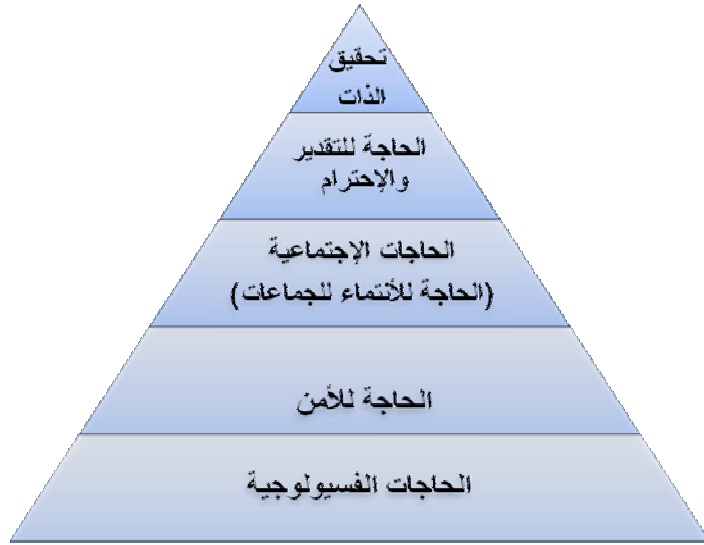 تحقيق
الذات
الحاجة للتقدير
والإحترام
الحاجات الإجتماعية
(الحاجة للأنتماء للجماعات)
الحاجة للأمن
الحاجات الفسيولوجية